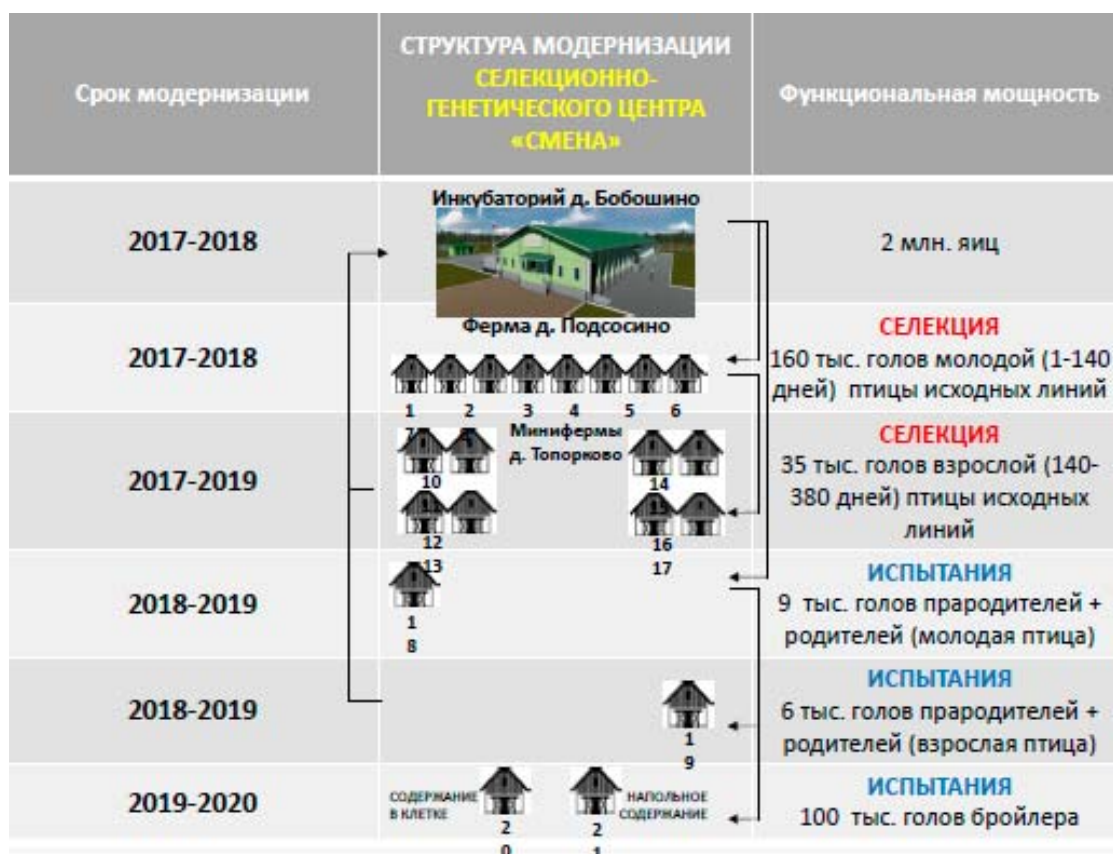 Срок модернизации
СТРУКТУРА МОДЕРНИЗАЦИИ
СЕЛЕКЦИОННО-
ГЕНЕТИЧЕСКОГО ЦЕНТРА
«СМЕНА»
Функциональная мощность
2017-2018
Инкубаторий д. Бобошино
2 млн. яиц
2017-2018
Ферма д. Подсосино
1 2 3 4 5 6
7
СЕЛЕКЦИЯ
160 тыс. голов молодой (1-140
дней) птицы исходных линий
2017-2019
Минифермы
д. Топорково
10
14
11
15
12
13
16
17
СЕЛЕКЦИЯ
35 тыс. голов взрослой (140-
380 дней) птицы исходных
линий
2018-2019
1
8
ИСПЫТАНИЯ
9 тыс. голов прародителей +
родителей (молодая птица)
2018-2019
1
9
ИСПЫТАНИЯ
6 тыс. голов прародителей +
родителей (взрослая птица)
2019-2020
СОДЕРЖАНИЕ
В КЛЕТКЕ
2
0
2
1
НАПОЛЬНОЕ
СОДЕРЖАНИЕ
ИСПЫТАНИЯ
100 тыс. голов бройлера